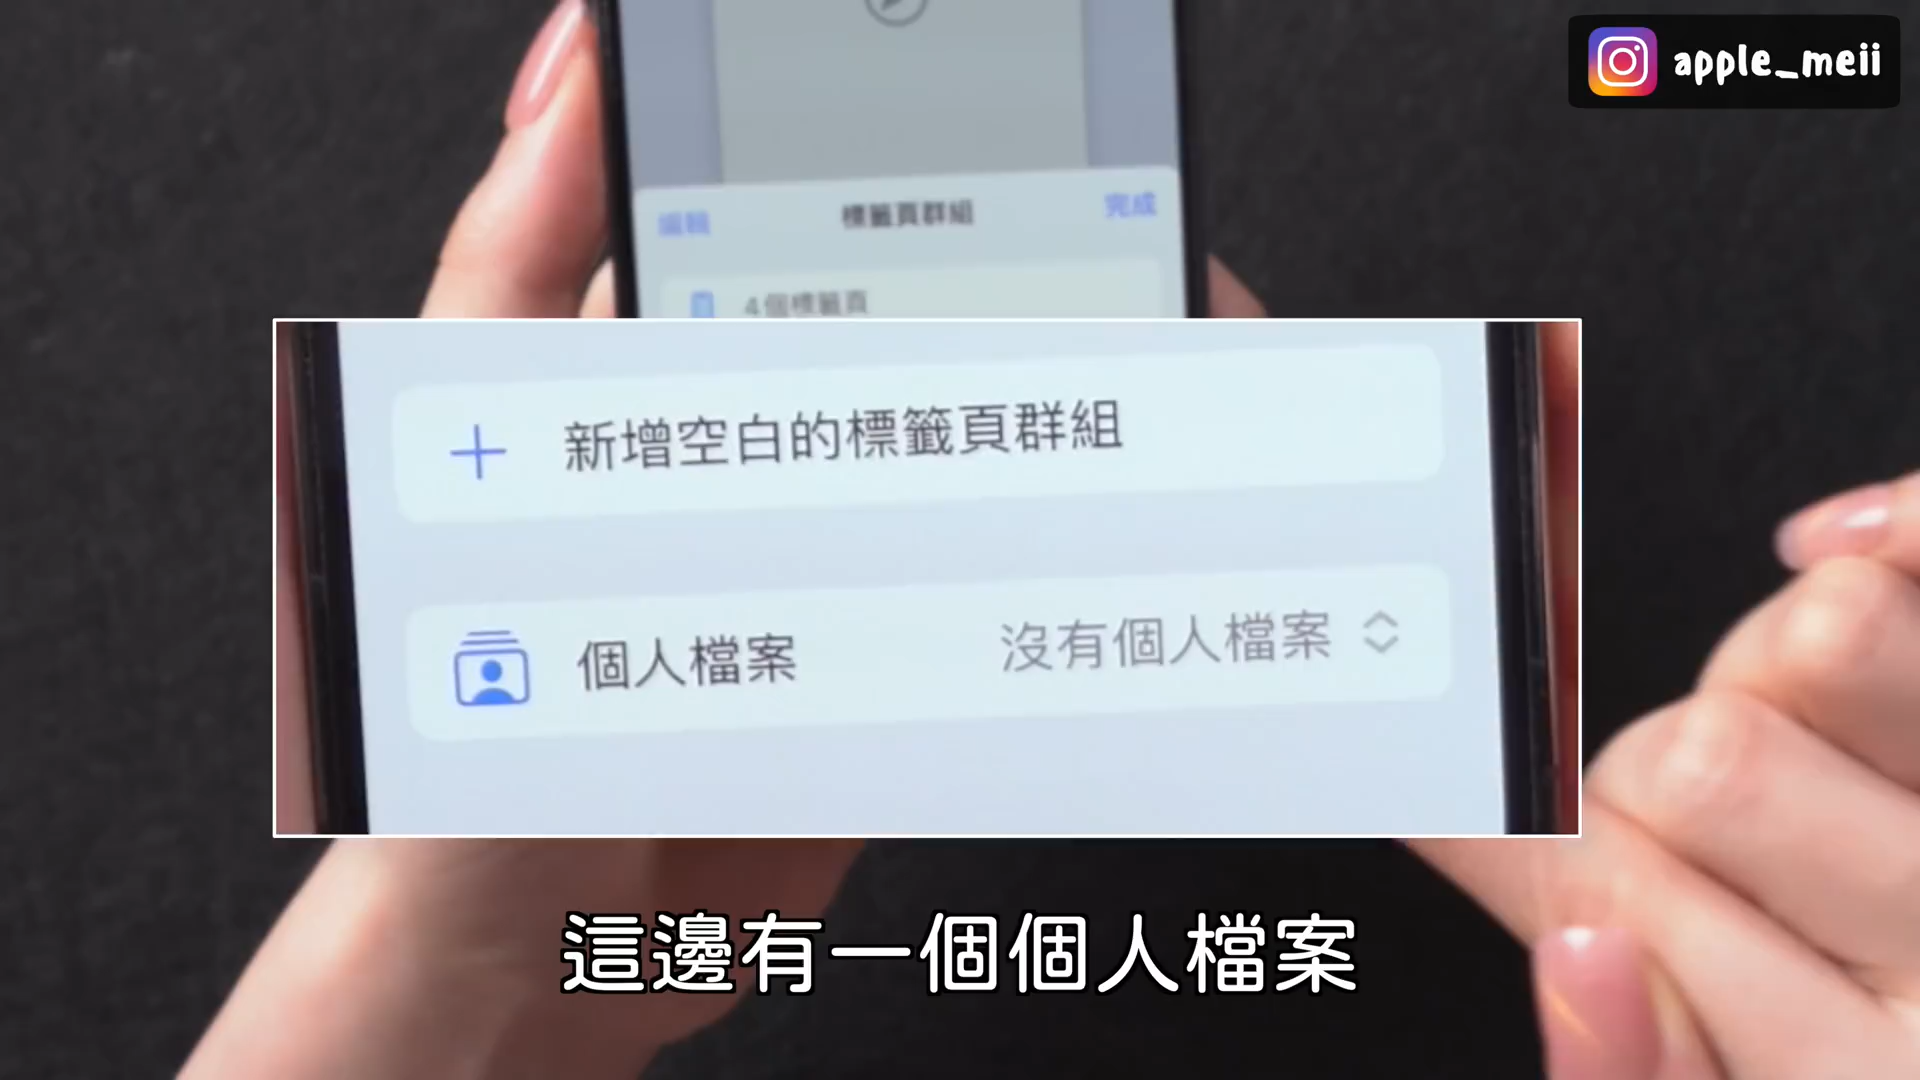 apple_meii
編輯
標籤頁群組
完成
4 個標籤頁
新增空白的標籤頁群組
個人檔案
沒有個人檔案
這邊有一個個人檔案